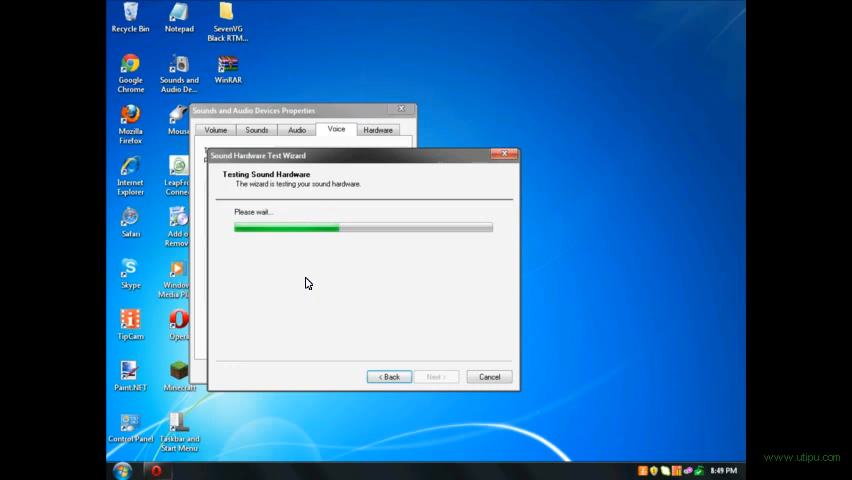 Recycle Bin
Notepad
SevenVG
Black RTM...
Google
Chrome
Sounds and
Audio De...
WinRAR
Sounds and Audio Devices Properties
Volume
Sounds
Audio
Voice
Hardware
Mozilla
Firefox
Sound Hardware Test Wizard
Testing Sound Hardware
The wizard is testing your sound hardware.
Please wait...
Internet
Explorer
Safari
Skype
TipCam
Paint.NET
Control Panel
Taskbar and
Start Menu
< Back
Next >
Cancel
8:49 PM
www.utipu.com